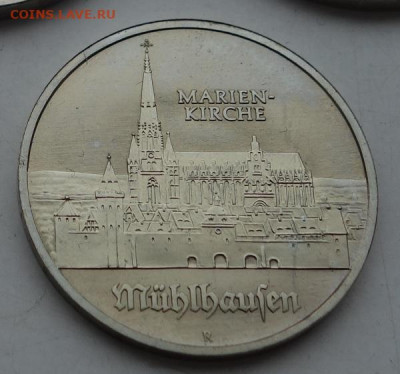 COINS.LAVE.RU
MARIEN-
KIRCHE
Mühlhausen